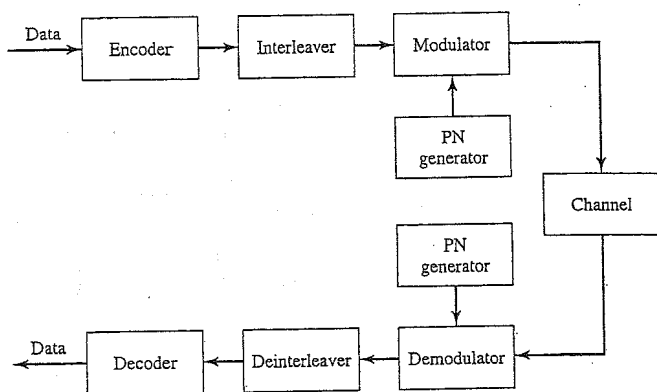 Data
Encoder
Interleaver
Modulator
PN
generator
Channel
PN
generator
Data
Decoder
Deinterleaver
Demodulator